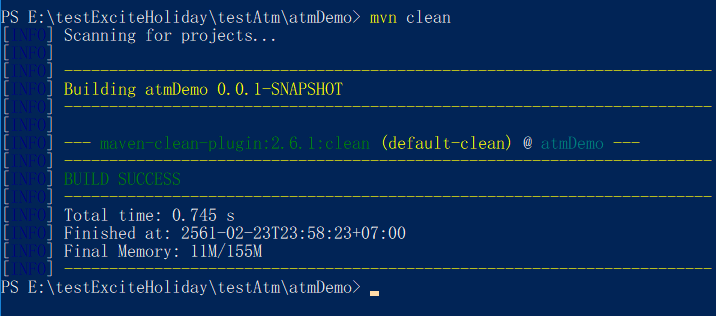 PS E:\testExciteHoliday\testAtm\atmDemo> mvn clean
[INFO] Scanning for projects...
[INFO]
[INFO] ------------------------------------------------------------------------
[INFO] Building atmDemo 0.0.1-SNAPSHOT
[INFO] ------------------------------------------------------------------------
[INFO]
[INFO] --- maven-clean-plugin:2.6.1:clean (default-clean) @ atmDemo ---
[INFO] ------------------------------------------------------------------------
[INFO] BUILD SUCCESS
[INFO] ------------------------------------------------------------------------
[INFO] Total time: 0.745 s
[INFO] Finished at: 2561-02-23T23:58:23+07:00
[INFO] Final Memory: 11M/155M
[INFO] ------------------------------------------------------------------------
PS E:\testExciteHoliday\testAtm\atmDemo>